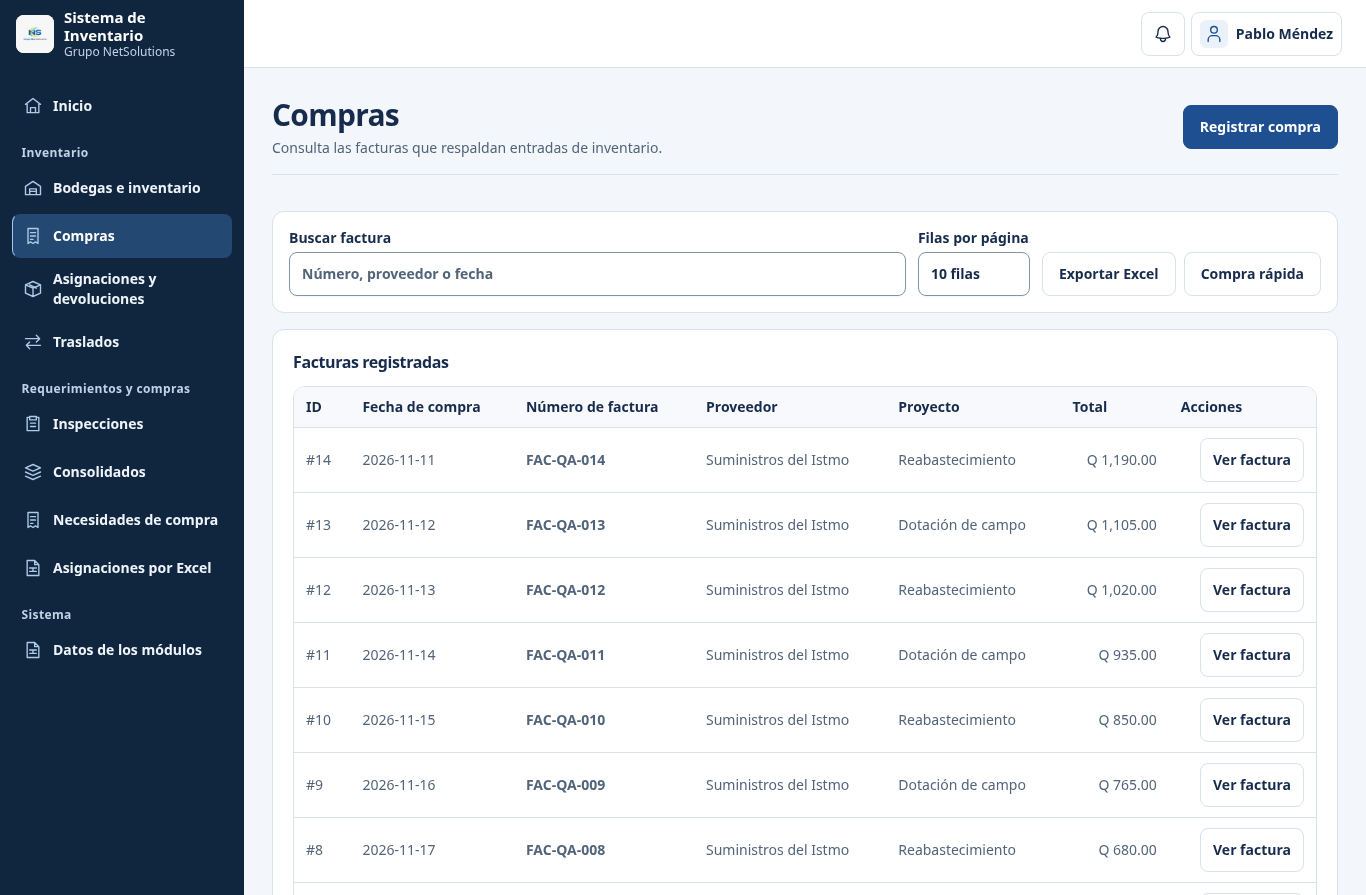 Sistema de
Inventario
Grupo NetSolutions
Inicio
Inventario
Bodegas e inventario
Compras
Asignaciones y
devoluciones
Traslados
Requerimientos y compras
Inspecciones
Consolidados
Necesidades de compra
Asignaciones por Excel
Sistema
Datos de los módulos
Pablo Méndez
Compras
Consulta las facturas que respaldan entradas de inventario.
Registrar compra
Buscar factura
Número, proveedor o fecha
Filas por página
10 filas
Exportar Excel
Compra rápida
Facturas registradas
ID Fecha de compra Número de factura Proveedor Proyecto Total Acciones
#14 2026-11-11 FAC-QA-014 Suministros del Istmo Reabastecimiento Q 1,190.00 Ver factura
#13 2026-11-12 FAC-QA-013 Suministros del Istmo Dotación de campo Q 1,105.00 Ver factura
#12 2026-11-13 FAC-QA-012 Suministros del Istmo Reabastecimiento Q 1,020.00 Ver factura
#11 2026-11-14 FAC-QA-011 Suministros del Istmo Dotación de campo Q 935.00 Ver factura
#10 2026-11-15 FAC-QA-010 Suministros del Istmo Reabastecimiento Q 850.00 Ver factura
#9 2026-11-16 FAC-QA-009 Suministros del Istmo Dotación de campo Q 765.00 Ver factura
#8 2026-11-17 FAC-QA-008 Suministros del Istmo Reabastecimiento Q 680.00 Ver factura